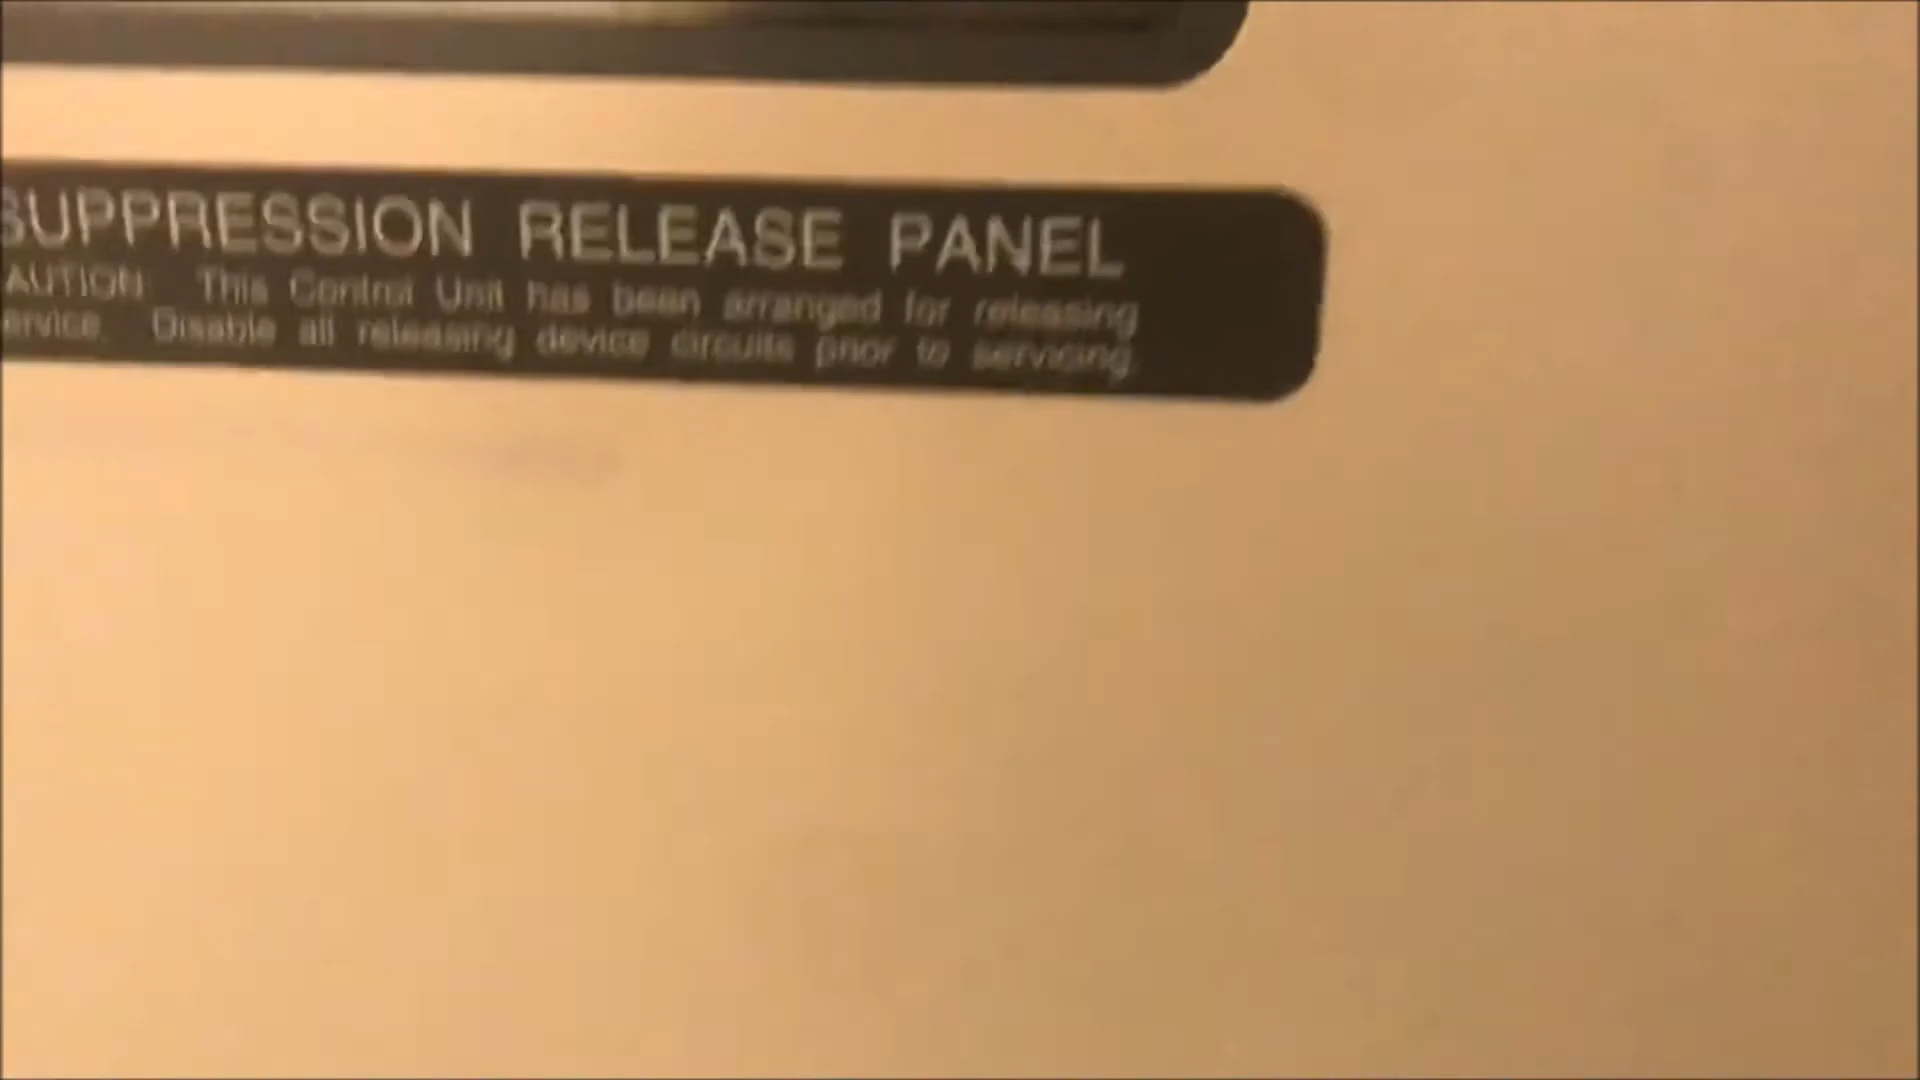 SUPPRESSION RELEASE PANEL
AUTION This Control Unit has been arranged for releasing
ervice. Disable all releasing device circuits prior to servicing.